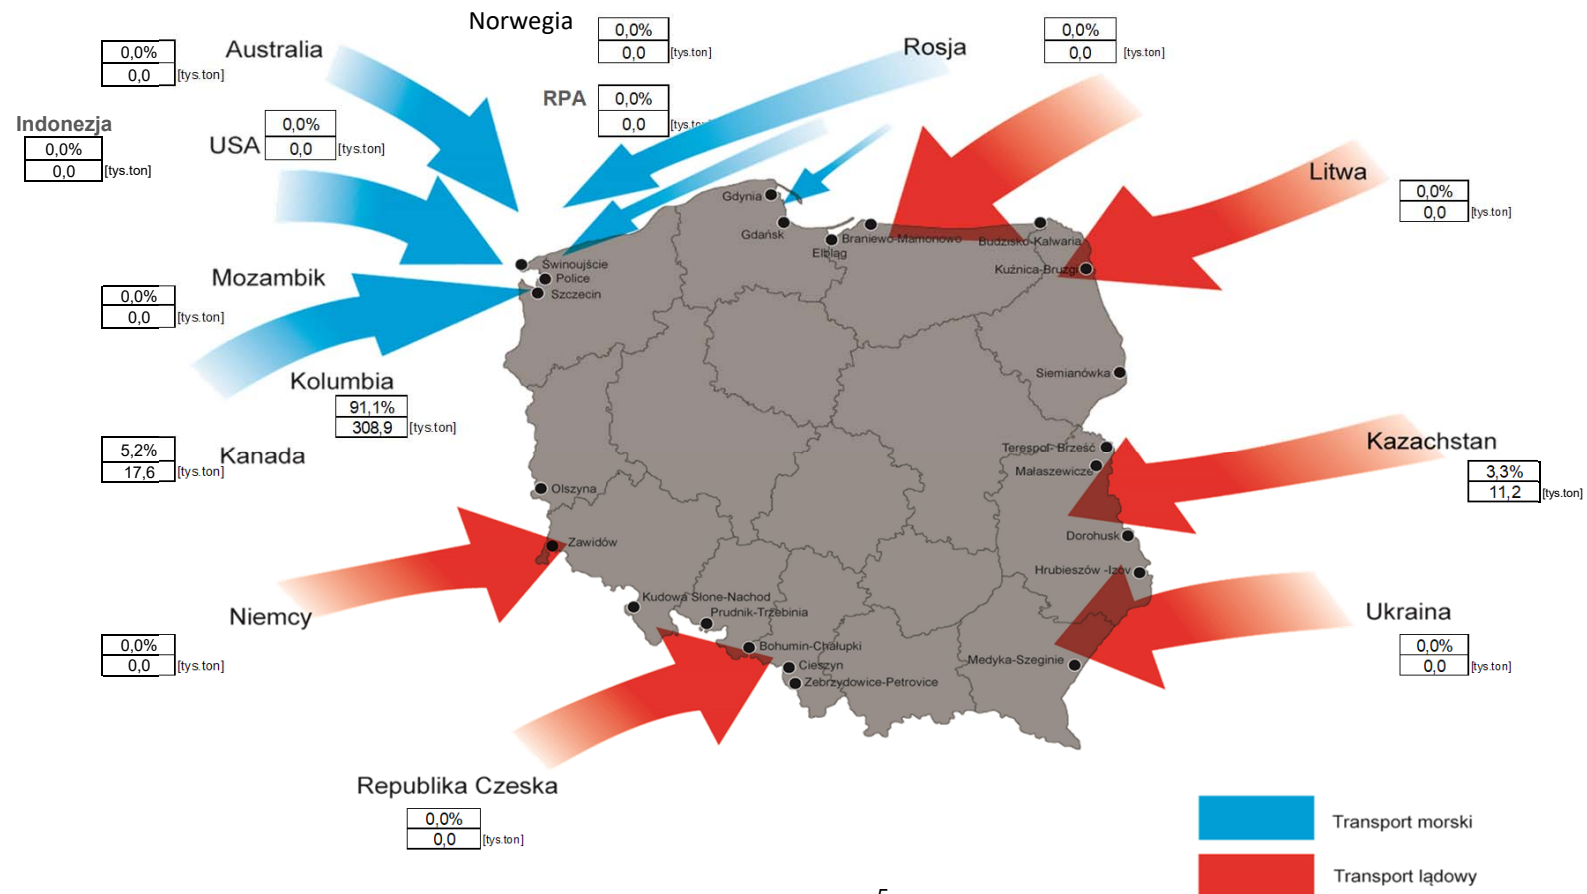 Norwegia
0,0%
0,0 [tys.ton]
Rosja
0,0%
0,0 [tys.ton]
Australia
0,0%
0,0 [tys.ton]
RPA
0,0%
0,0 [tys.to
Indonezja
0,0%
0,0 [tys.ton]
USA
0,0%
0,0 [tys.ton]
Litwa
0,0%
0,0 [tys.ton]
Mozambik
0,0%
0,0 [tys.ton]
Kolumbia
91,1%
308,9 [tys.ton]
Kanada
5,2%
17,6 [tys.ton]
Kazachstan
3,3%
11,2 [tys.ton]
Niemcy
0,0%
0,0 [tys.ton]
Ukraina
0,0%
0,0 [tys.ton]
Republika Czeska
0,0%
0,0 [tys.ton]
Gdynia
Gdańsk
Elbląg
Braniewo-Mamonowo
Budzisko-Kalwaria
Kuźnica-Bruzgi
Świnoujście
Police
Szczecin
Siemianówka
Terespol- Brześć
Małaszewicze
Olszyna
Dorohusk
Zawidów
Hrubieszów -Izov
Kudowa Słone-Nachod
Prudnik-Trzebinia
Bohumin-Chałupki
Cieszyn
Zebrzydowice-Petrovice
Medyka-Szeginie
Transport morski
Transport lądowy
5